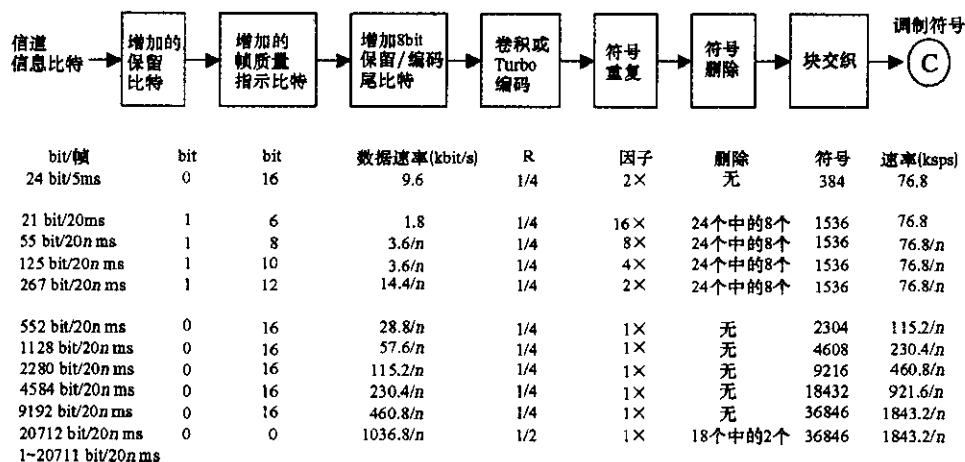 调制符号
信道
信息比特
增加的
保留
比特
增加的
帧质量
指示比特
增加8bit
保留/编码
尾比特
卷积或
Turbo
编码
符号
重复
符号
删除
块交织
C
bit/帧 bit bit 数据速率(kbit/s) R 因子 删除 符号 速率(ksps)
24 bit/5ms 0 16 9.6 1/4 2× 无 384 76.8
21 bit/20ms 1 6 1.8 1/4 16× 24个中的8个 1536 76.8
55 bit/20n ms 1 8 3.6/n 1/4 8× 24个中的8个 1536 76.8/n
125 bit/20n ms 1 10 3.6/n 1/4 4× 24个中的8个 1536 76.8/n
267 bit/20n ms 1 12 14.4/n 1/4 2× 24个中的8个 1536 76.8/n
552 bit/20n ms 0 16 28.8/n 1/4 1× 无 2304 115.2/n
1128 bit/20n ms 0 16 57.6/n 1/4 1× 无 4608 230.4/n
2280 bit/20n ms 0 16 115.2/n 1/4 1× 无 9216 460.8/n
4584 bit/20n ms 0 16 230.4/n 1/4 1× 无 18432 921.6/n
9192 bit/20n ms 0 16 460.8/n 1/4 1× 无 36846 1843.2/n
20712 bit/20n ms 0 0 1036.8/n 1/2 1× 18个中的2个 36846 1843.2/n
1~20711 bit/20n ms